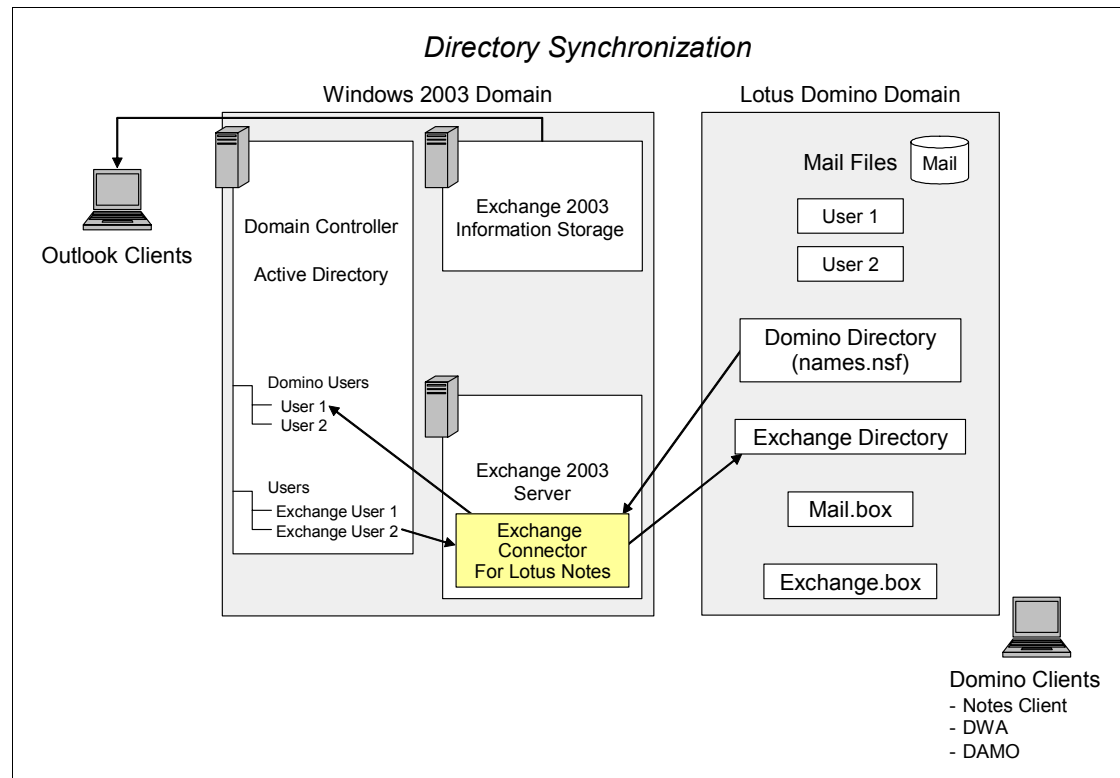 Directory Synchronization
Windows 2003 Domain
Lotus Domino Domain
Outlook Clients
Domain Controller
Active Directory
Domino Users
User 1
User 2
Users
Exchange User 1
Exchange User 2
Exchange 2003
Information Storage
Exchange 2003
Server
Exchange
Connector
For Lotus Notes
Mail Files
Mail
User 1
User 2
Domino Directory
(names.nsf)
Exchange Directory
Mail.box
Exchange.box
Domino Clients
- Notes Client
- DWA
- DAMO